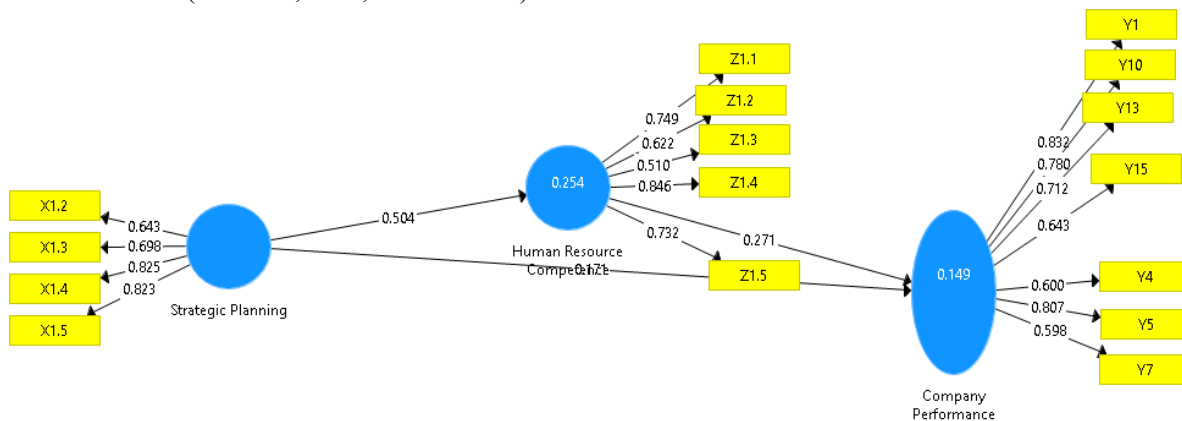 Z1.1
Z1.2
Z1.3
Z1.4
Z1.5
0.749
0.622
0.510
0.846
0.732
0.254
Human Resource
Competence
X1.2
X1.3
X1.4
X1.5
0.643
0.698
0.825
0.823
Strategic Planning
0.504
0.271
0.171
Y1
Y10
Y13
Y15
Y4
Y5
Y7
0.832
0.780
0.712
0.643
0.600
0.807
0.598
0.149
Company
Performance